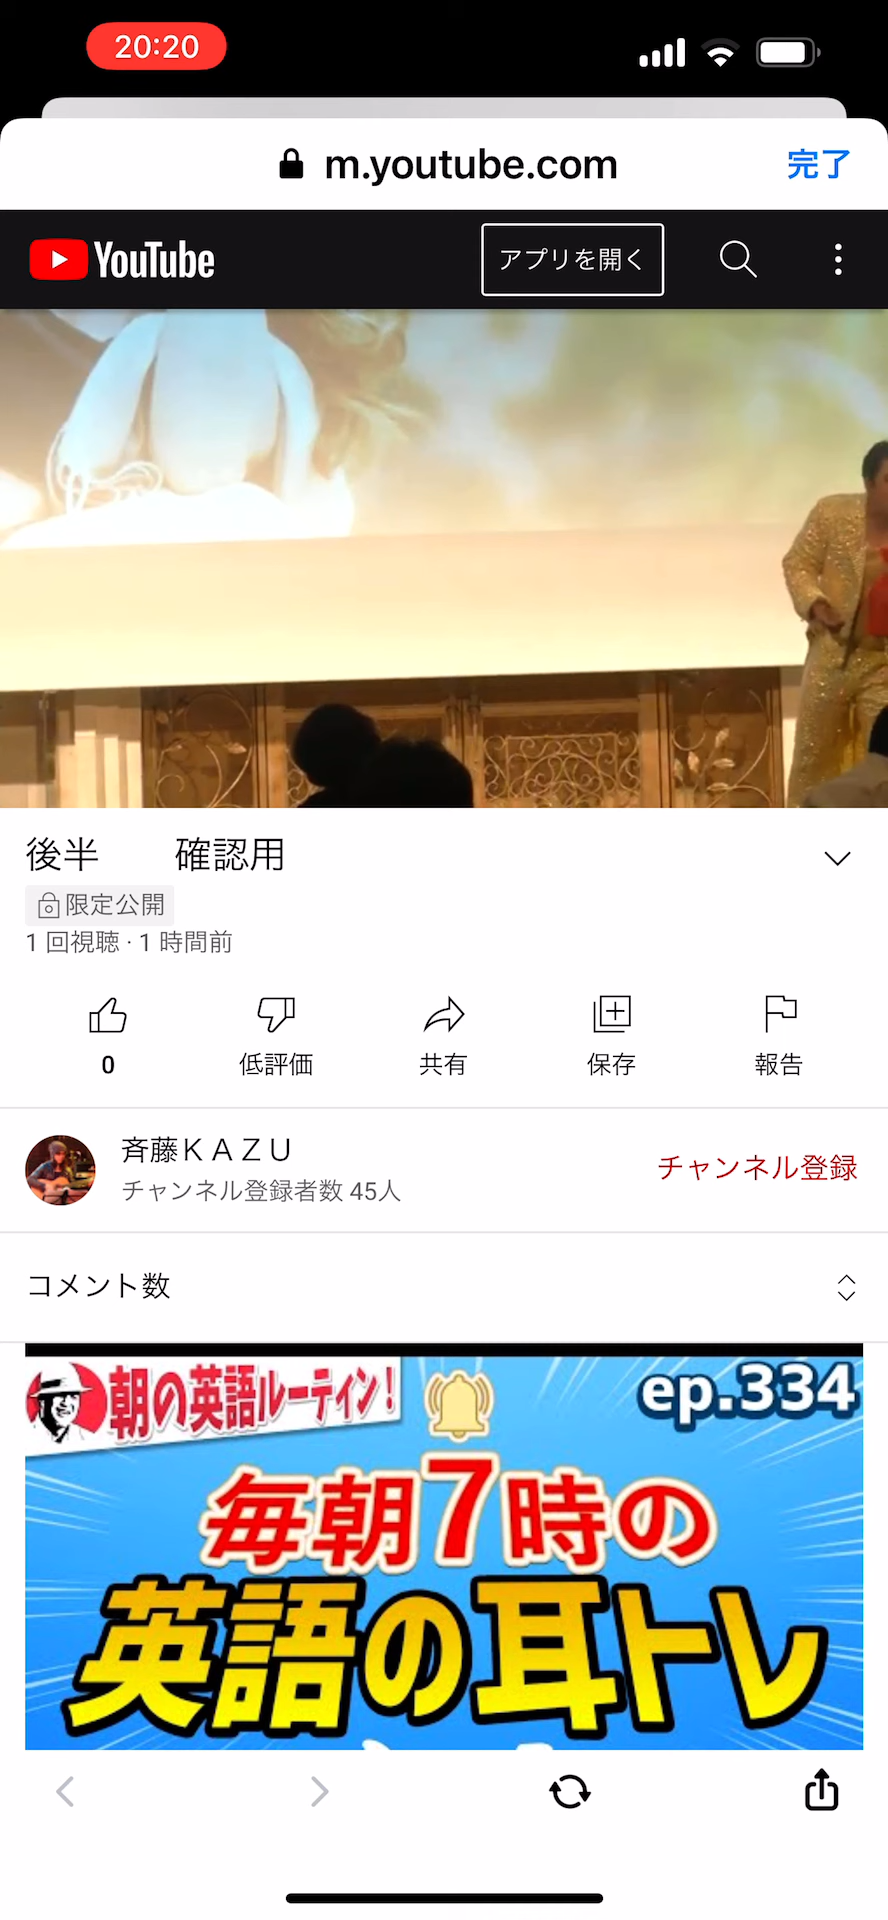 20:20
m.youtube.com
完了
YouTube
アプリを開く
後半　　確認用
限定公開
1 回視聴 · 1 時間前
0
低評価
共有
保存
報告
斉藤ＫＡＺＵ
チャンネル登録者数 45人
チャンネル登録
コメント数
朝の英語ルーティン！
ep.334
毎朝7時の
英語の耳トレ